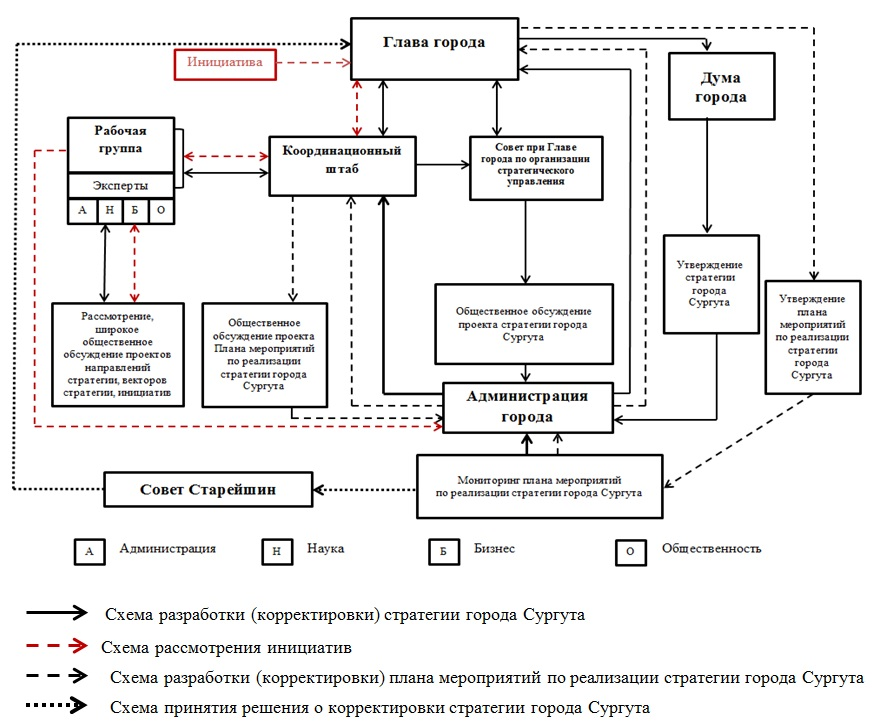 Глава города
Инициатива
Дума
города
Рабочая
группа
Эксперты
А Н Б О
Координационный
штаб
Совет при Главе
города по организации
стратегического
управления
Утверждение
стратегии
города
Сургута
Утверждение
плана
мероприятий
по реализации
стратегии
города
Сургута
Рассмотрение,
широкое
общественное
обсуждение проектов
направлений
стратегии, векторов
стратегии, инициатив
Общественное
обсуждение проекта
Плана мероприятий
по реализации
стратегии города
Сургута
Общественное обсуждение
проекта стратегии города
Сургута
Администрация
города
Совет Старейшин
Мониторинг плана мероприятий
по реализации стратегии города Сургута
А Администрация Н Наука Б Бизнес О Общественность
Схема разработки (корректировки) стратегии города Сургута
Схема рассмотрения инициатив
Схема разработки (корректировки) плана мероприятий по реализации стратегии города Сургута
Схема принятия решения о корректировки стратегии города Сургута